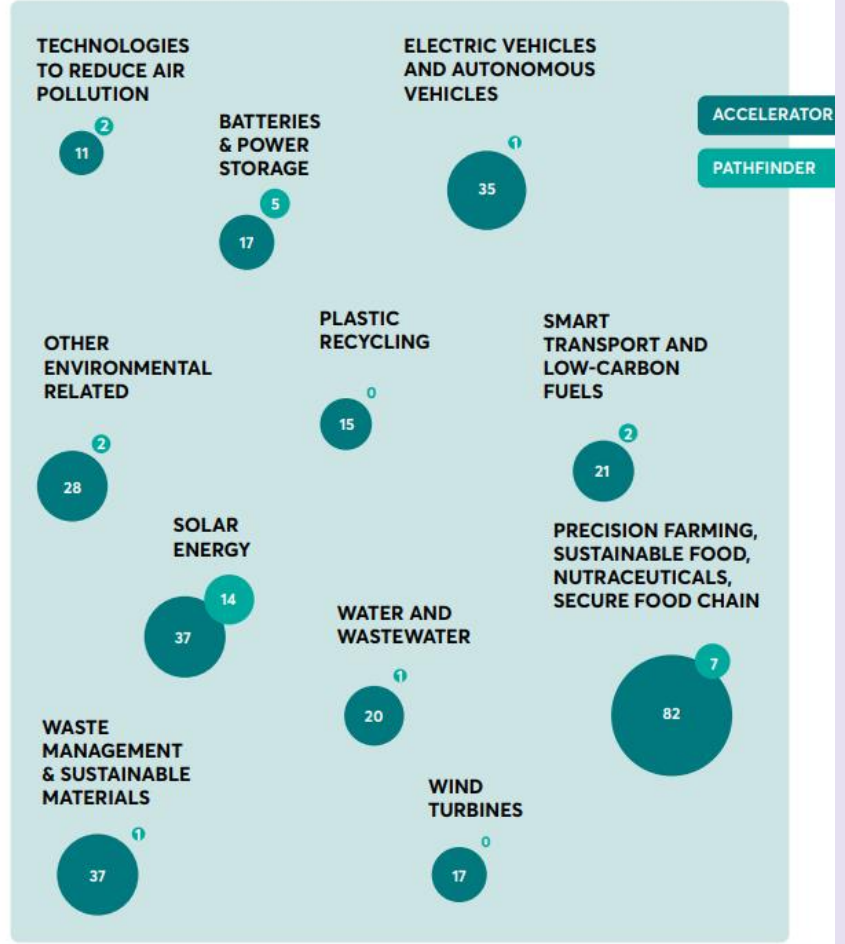 TECHNOLOGIES
TO REDUCE AIR
POLLUTION
2
11
BATTERIES
& POWER
STORAGE
5
17
ELECTRIC VEHICLES
AND AUTONOMOUS
VEHICLES
1
35
ACCELERATOR
PATHFINDER
OTHER
ENVIRONMENTAL
RELATED
2
28
PLASTIC
RECYCLING
0
15
SMART
TRANSPORT AND
LOW-CARBON
FUELS
2
21
SOLAR
ENERGY
14
37
WATER AND
WASTEWATER
1
20
PRECISION FARMING,
SUSTAINABLE FOOD,
NUTRACEUTICALS,
SECURE FOOD CHAIN
7
82
WASTE
MANAGEMENT
& SUSTAINABLE
MATERIALS
1
37
WIND
TURBINES
0
17